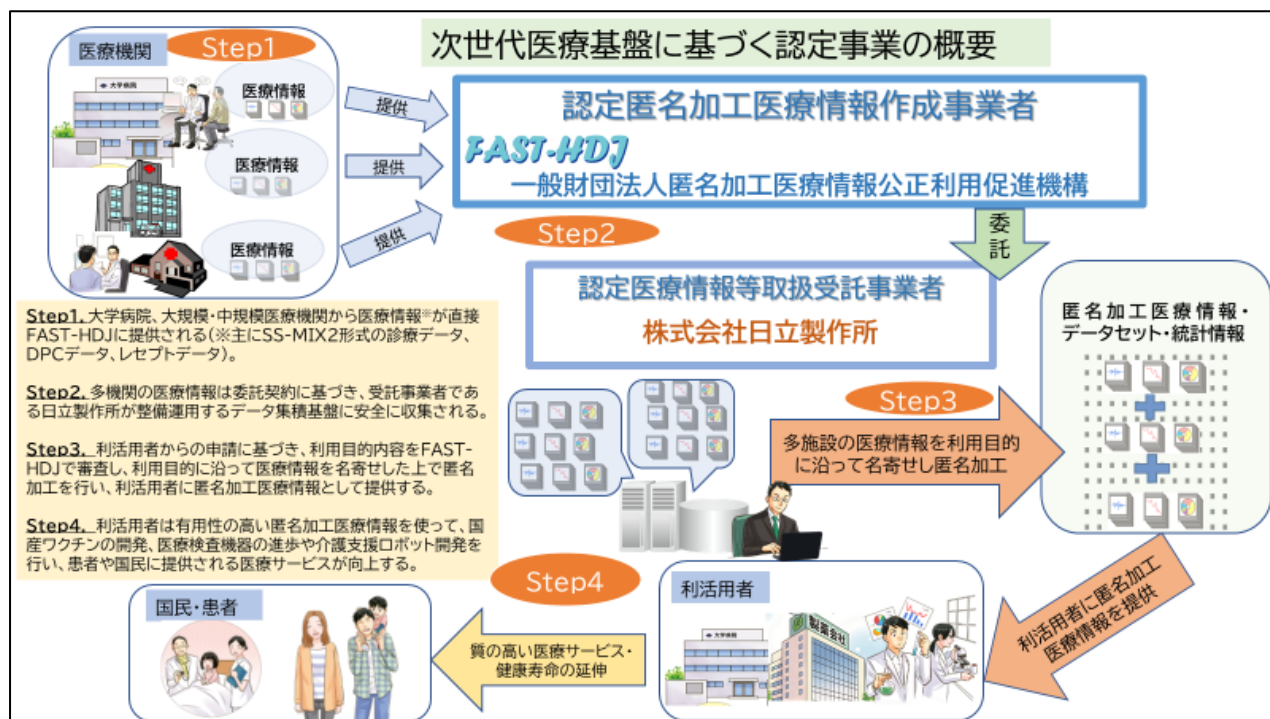 次世代医療基盤に基づく認定事業の概要
医療機関
Step1
大学病院
医療情報
医療情報
医療情報
提供
提供
提供
認定匿名加工医療情報作成事業者
FAST-HDJ
一般財団法人匿名加工医療情報公正利用促進機構
Step2
委託
認定医療情報等取扱受託事業者
株式会社日立製作所
Step1. 大学病院、大規模・中規模医療機関から医療情報※が直接
FAST-HDJに提供される(※主にSS-MIX2形式の診療データ、
DPCデータ、レセプトデータ)。
Step2. 多機関の医療情報は委託契約に基づき、受託事業者であ
る日立製作所が整備運用するデータ集積基盤に安全に収集される。
Step3. 利活用者からの申請に基づき、利用目的内容をFAST-
HDJで審査し、利用目的に沿って医療情報を名寄せした上で匿名
加工を行い、利活用者に匿名加工医療情報として提供する。
Step4. 利活用者は有用性の高い匿名加工医療情報を使って、国
産ワクチンの開発、医療検査機器の進歩や介護支援ロボット開発を
行い、患者や国民に提供される医療サービスが向上する。
Step3
多施設の医療情報を利用目的
に沿って名寄せし匿名加工
匿名加工医療情報・
データセット・統計情報
利活用者に匿名加工
医療情報を提供
利活用者
大学病院
製薬会社
Step4
質の高い医療サービス・
健康寿命の延伸
国民・患者